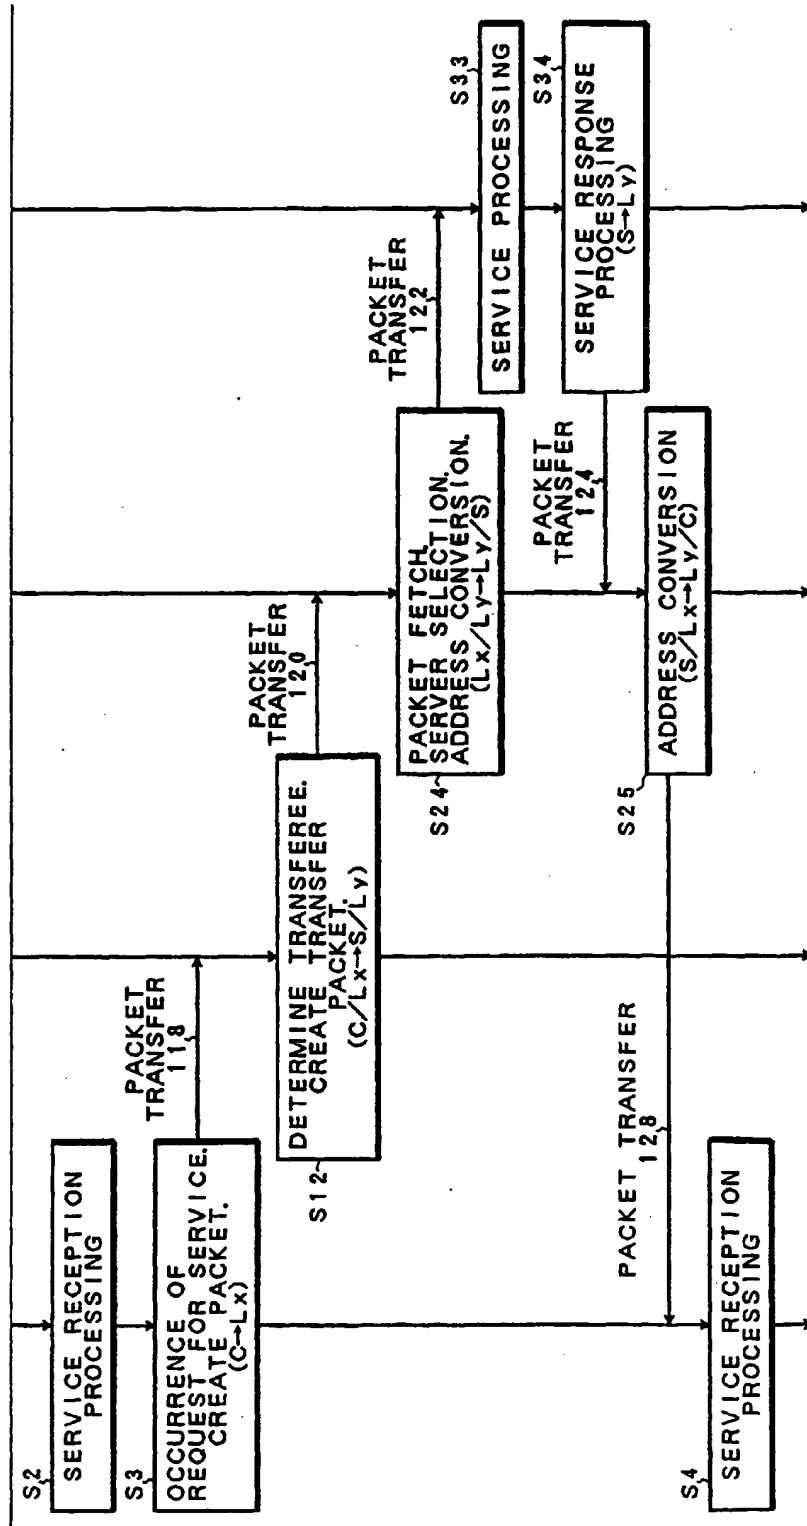 S2
SERVICE RECEPTION
PROCESSING
S3
OCCURRENCE OF
REQUEST FOR SERVICE.
CREATE PACKET.
(C→Lx)
PACKET
TRANSFER
118
S12
DETERMINE TRANSFEREE.
CREATE TRANSFER
PACKET.
(C/Lx→S/Ly)
PACKET
TRANSFER
120
S24
PACKET FETCH.
SERVER SELECTION.
ADDRESS CONVERSION.
(Lx/Ly→Ly/S)
PACKET
TRANSFER
122
S33
SERVICE PROCESSING
S34
SERVICE RESPONSE
PROCESSING
(S→Ly)
PACKET
TRANSFER
124
S25
ADDRESS CONVERSION
(S/Lx→Ly/C)
PACKET TRANSFER
128
S4
SERVICE RECEPTION
PROCESSING